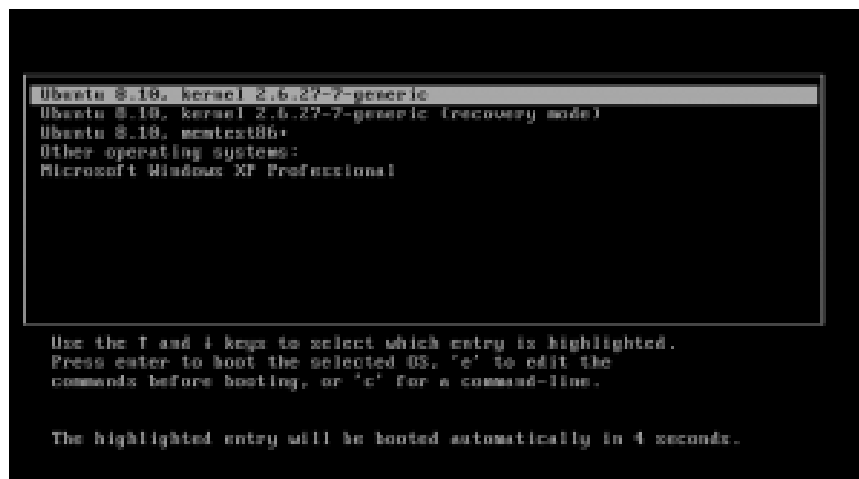 Ubuntu 8.10, kernel 2.6.27-7-generic
Ubuntu 8.10, kernel 2.6.27-7-generic (recovery mode)
Ubuntu 8.10, memtest86+
Other operating systems:
Microsoft Windows XP Professional
Use the ↑ and ↓ keys to select which entry is highlighted.
Press enter to boot the selected OS, 'e' to edit the
commands before booting, or 'c' for a command-line.
The highlighted entry will be booted automatically in 4 seconds.